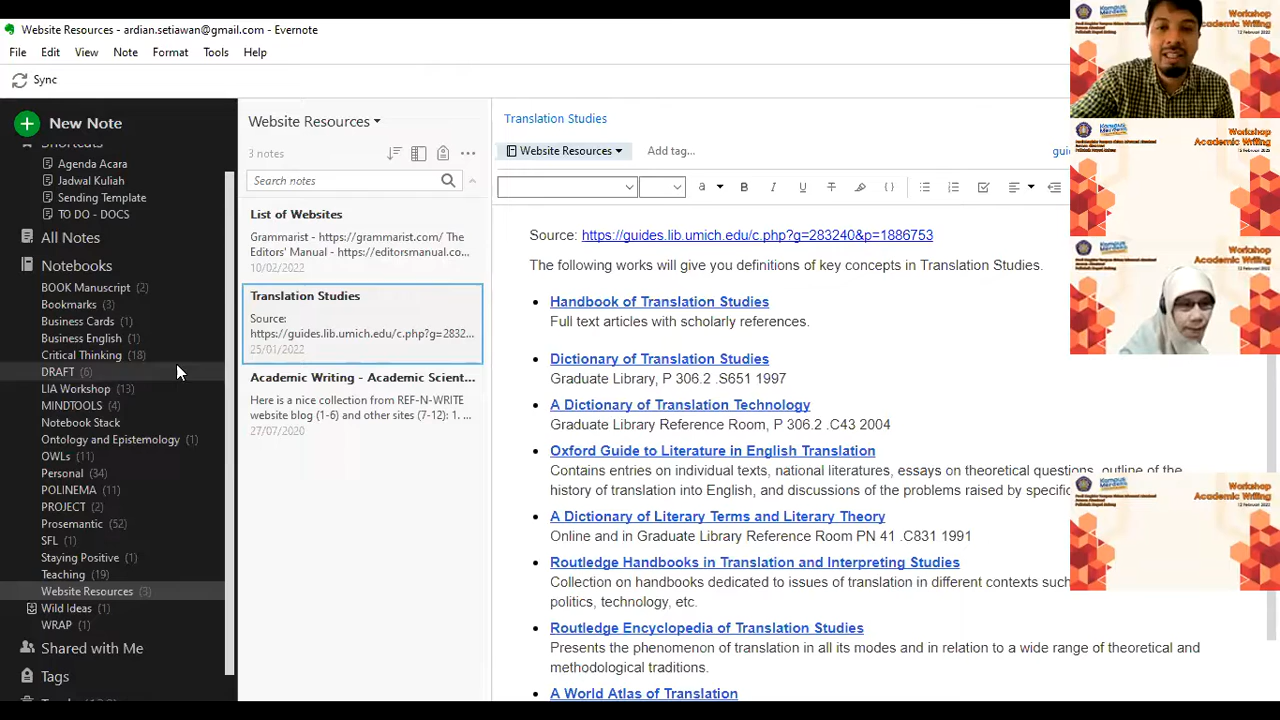 Website Resources - ardian.setiawan@gmail.com - Evernote
File Edit View Note Format Tools Help
Sync
New Note
Shortcuts
Agenda Acara
Jadwal Kuliah
Sending Template
TO DO - DOCS
All Notes
Notebooks
BOOK Manuscript (2)
Bookmarks (3)
Business Cards (1)
Business English (1)
Critical Thinking (18)
DRAFT (6)
LIA Workshop (13)
MINDTOOLS (4)
Notebook Stack
Ontology and Epistemology (1)
OWLs (11)
Personal (34)
POLINEMA (11)
PROJECT (2)
Prosemantic (52)
SFL (1)
Staying Positive (1)
Teaching (19)
Website Resources (3)
Wild Ideas (1)
WRAP (1)
Shared with Me
Tags
Website Resources
3 notes
Search notes
List of Websites
Grammarist - https://grammarist.com/ The
Editors' Manual - https://editorsmanual.co...
10/02/2022
Translation Studies
Source:
https://guides.lib.umich.edu/c.php?g=2832...
25/01/2022
Academic Writing - Academic Scient...
Here is a nice collection from REF-N-WRITE
website blog (1-6) and other sites (7-12): 1. ...
27/07/2020
Translation Studies
Source: https://guides.lib.umich.edu/c.php?g=283240&p=1886753
The following works will give you definitions of key concepts in Translation Studies.
Handbook of Translation Studies
Full text articles with scholarly references.
Dictionary of Translation Studies
Graduate Library, P 306.2 .S651 1997
A Dictionary of Translation Technology
Graduate Library Reference Room, P 306.2 .C43 2004
Oxford Guide to Literature in English Translation
Contains entries on individual texts, national literatures, essays on theoretical questions, outline of the
of translation into English, and discussions of the problems raised by specif
Dictionary of Literary Terms and Literary Theory
Online and in Graduate Library Reference Room PN 41 .C831 1991
Routledge Handbooks in Translation and Interpreting Studies
Collection on handbooks dedicated to issues of translation in different contexts such
politics, technology, etc.
Routledge Encyclopedia of Translation Studies
Presents the phenomenon of translation in all its modes and in relation to a wide range of theoretical and
methodological traditions.
A World Atlas of Translation
Workshop
Academic Writing
Workshop
Academic Writing
Workshop
Academic Writing
Workshop
Academic Writing